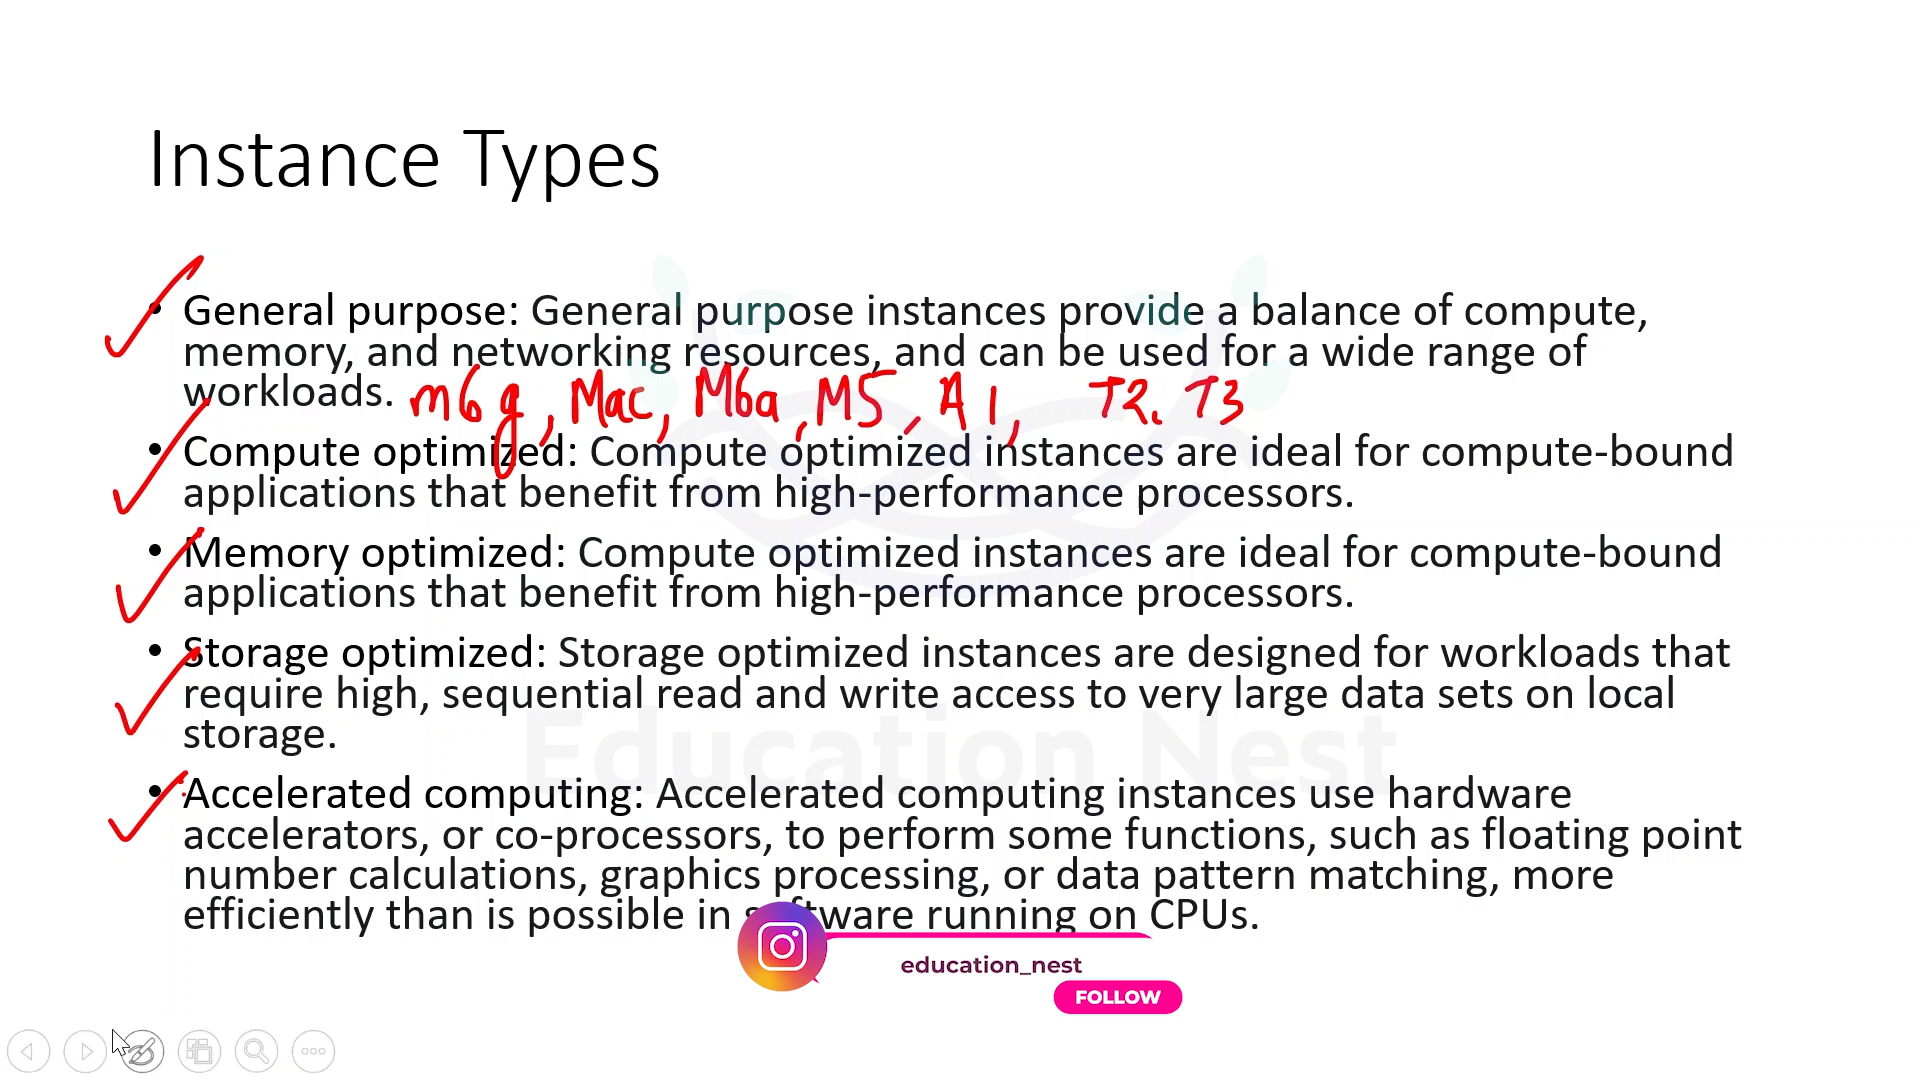 Instance Types
• General purpose: General purpose instances provide a balance of compute,
memory, and networking resources, and can be used for a wide range of
workloads. m6g, Mac, M6a, M5, A1, T2, T3
• Compute optimized: Compute optimized instances are ideal for compute-bound
applications that benefit from high-performance processors.
• Memory optimized: Compute optimized instances are ideal for compute-bound
applications that benefit from high-performance processors.
• Storage optimized: Storage optimized instances are designed for workloads that
require high, sequential read and write access to very large data sets on local
storage.
Education Nest
• Accelerated computing: Accelerated computing instances use hardware
accelerators, or co-processors, to perform some functions, such as floating point
number calculations, graphics processing, or data pattern matching, more
efficiently than is possible in software running on CPUs.
education_nest
FOLLOW